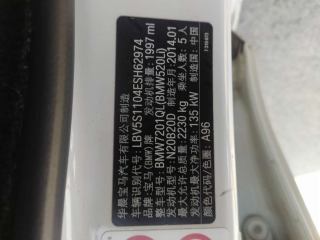 华晨宝马汽车有限公司制造
车辆识别代号: LBV5S1104ESH62974
品牌:宝马(BMW)牌 发动机排量: 1997 ml
整车型号: BMW7201QL(BMW520Li)
发动机型号: N20B20D 制造年月: 2014.01
最大允许总质量: 2230 kg 乘坐人数: 5 人
发动机最大净功率: 135 kW 制造国: 中国
颜色代码/色圈: A96